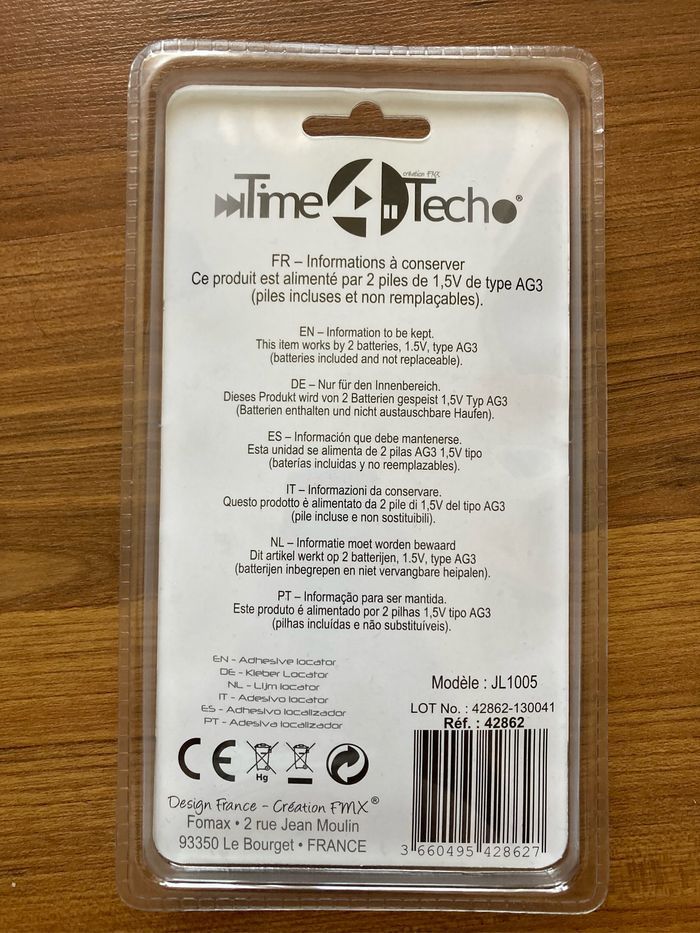 création FMX
Time 4 Techo®
FR – Informations à conserver
Ce produit est alimenté par 2 piles de 1,5V de type AG3
(piles incluses et non remplaçables).
EN – Information to be kept.
This item works by 2 batteries, 1.5V, type AG3
(batteries included and not replaceable).
DE – Nur für den Innenbereich.
Dieses Produkt wird von 2 Batterien gespeist 1,5V Typ AG3
(Batterien enthalten und nicht austauschbare Haufen).
ES – Información que debe mantenerse.
Esta unidad se alimenta de 2 pilas AG3 1,5V tipo
(baterías incluidas y no reemplazables).
IT – Informazioni da conservare.
Questo prodotto è alimentato da 2 pile di 1,5V del tipo AG3
(pile incluse e non sostituibili).
NL – Informatie moet worden bewaard
Dit artikel werkt op 2 batterijen, 1.5V, type AG3
(batterijen inbegrepen en niet vervangbare heipalen).
PT – Informação para ser mantida.
Este produto é alimentado por 2 pilhas 1,5V tipo AG3
(pilhas incluídas e não substituíveis).
EN - Adhesive locator
DE - Kleber Locator
NL - Lijm locator
IT - Adesivo locator
ES - Adhesivo localizador
PT - Adesiva localizador
Modèle : JL1005
LOT No. : 42862-130041
Réf. : 42862
CE
Hg
Design France - Création FMX®
Fomax • 2 rue Jean Moulin
93350 Le Bourget • FRANCE
3 660495 428627